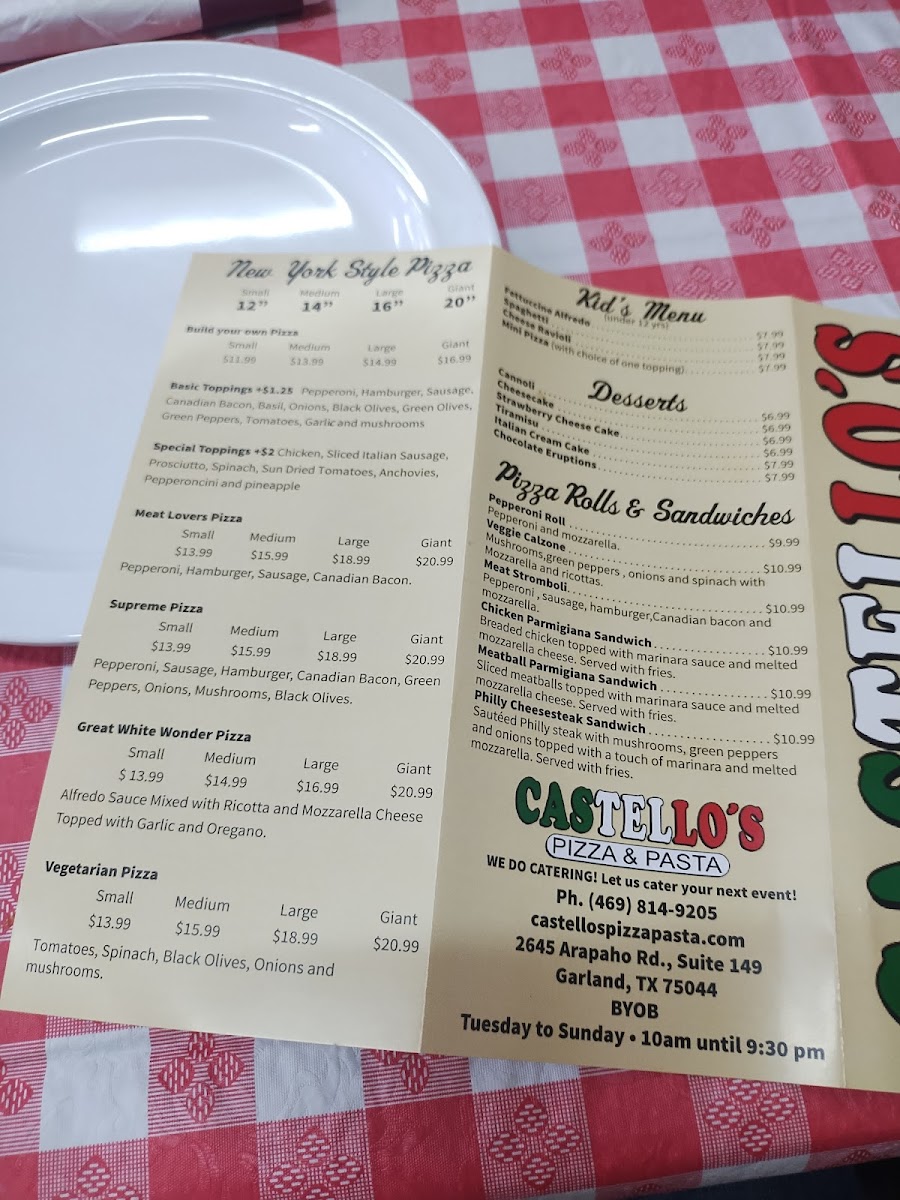 New York Style Pizza
Small Medium Large Giant
12” 14” 16” 20”
Build your own Pizza
Small Medium Large Giant
$11.99 $13.99 $14.99 $16.99
Basic Toppings +$1.25 Pepperoni, Hamburger, Sausage,
Canadian Bacon, Basil, Onions, Black Olives, Green Olives,
Green Peppers, Tomatoes, Garlic and mushrooms
Special Toppings +$2 Chicken, Sliced Italian Sausage,
Prosciutto, Spinach, Sun Dried Tomatoes, Anchovies,
Pepperoncini and pineapple
Meat Lovers Pizza
Small Medium Large Giant
$13.99 $15.99 $18.99 $20.99
Pepperoni, Hamburger, Sausage, Canadian Bacon.
Supreme Pizza
Small Medium Large Giant
$13.99 $15.99 $18.99 $20.99
Pepperoni, Sausage, Hamburger, Canadian Bacon, Green
Peppers, Onions, Mushrooms, Black Olives.
Great White Wonder Pizza
Small Medium Large Giant
$ 13.99 $14.99 $16.99 $20.99
Alfredo Sauce Mixed with Ricotta and Mozzarella Cheese
Topped with Garlic and Oregano.
Vegetarian Pizza
Small Medium Large Giant
$13.99 $15.99 $18.99 $20.99
Tomatoes, Spinach, Black Olives, Onions and
mushrooms.
Kid's Menu
(under 12 yrs)
Fettuccine Alfredo $7.99
Spaghetti $7.99
Cheese Ravioli $7.99
Mini Pizza (with choice of one topping) $7.99
Desserts
Cannoli $6.99
Cheesecake $6.99
Strawberry Cheese Cake $6.99
Tiramisu $6.99
Italian Cream Cake $7.99
Chocolate Eruptions $7.99
Pizza Rolls & Sandwiches
Pepperoni Roll $9.99
Pepperoni and mozzarella.
Veggie Calzone $10.99
Mushrooms,green peppers , onions and spinach with
Mozzarella and ricottas.
Meat Stromboli $10.99
Pepperoni , sausage, hamburger,Canadian bacon and
mozzarella.
Chicken Parmigiana Sandwich $10.99
Breaded chicken topped with marinara sauce and melted
mozzarella cheese. Served with fries.
Meatball Parmigiana Sandwich $10.99
Sliced meatballs topped with marinara sauce and melted
mozzarella cheese. Served with fries.
Philly Cheesesteak Sandwich $10.99
Sautéed Philly steak with mushrooms, green peppers
and onions topped with a touch of marinara and melted
mozzarella. Served with fries.
CASTELLO'S
PIZZA & PASTA
WE DO CATERING! Let us cater your next event!
Ph. (469) 814-9205
castellospizzapasta.com
2645 Arapaho Rd., Suite 149
Garland, TX 75044
BYOB
Tuesday to Sunday • 10am until 9:30 pm
CASTELLO'S